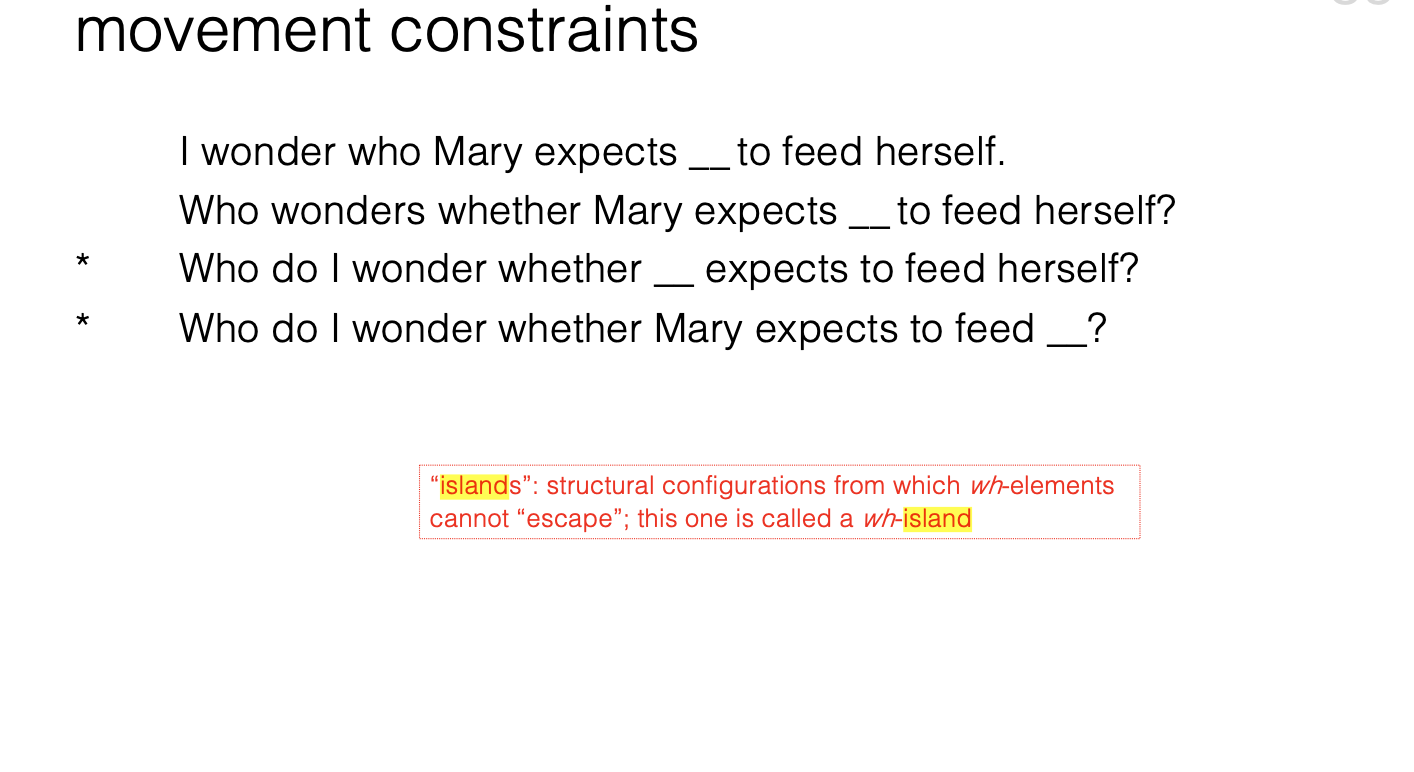 movement constraints
I wonder who Mary expects __ to feed herself.
Who wonders whether Mary expects __ to feed herself?
* Who do I wonder whether __ expects to feed herself?
* Who do I wonder whether Mary expects to feed __?
“islands”: structural configurations from which wh-elements
cannot “escape”; this one is called a wh-island